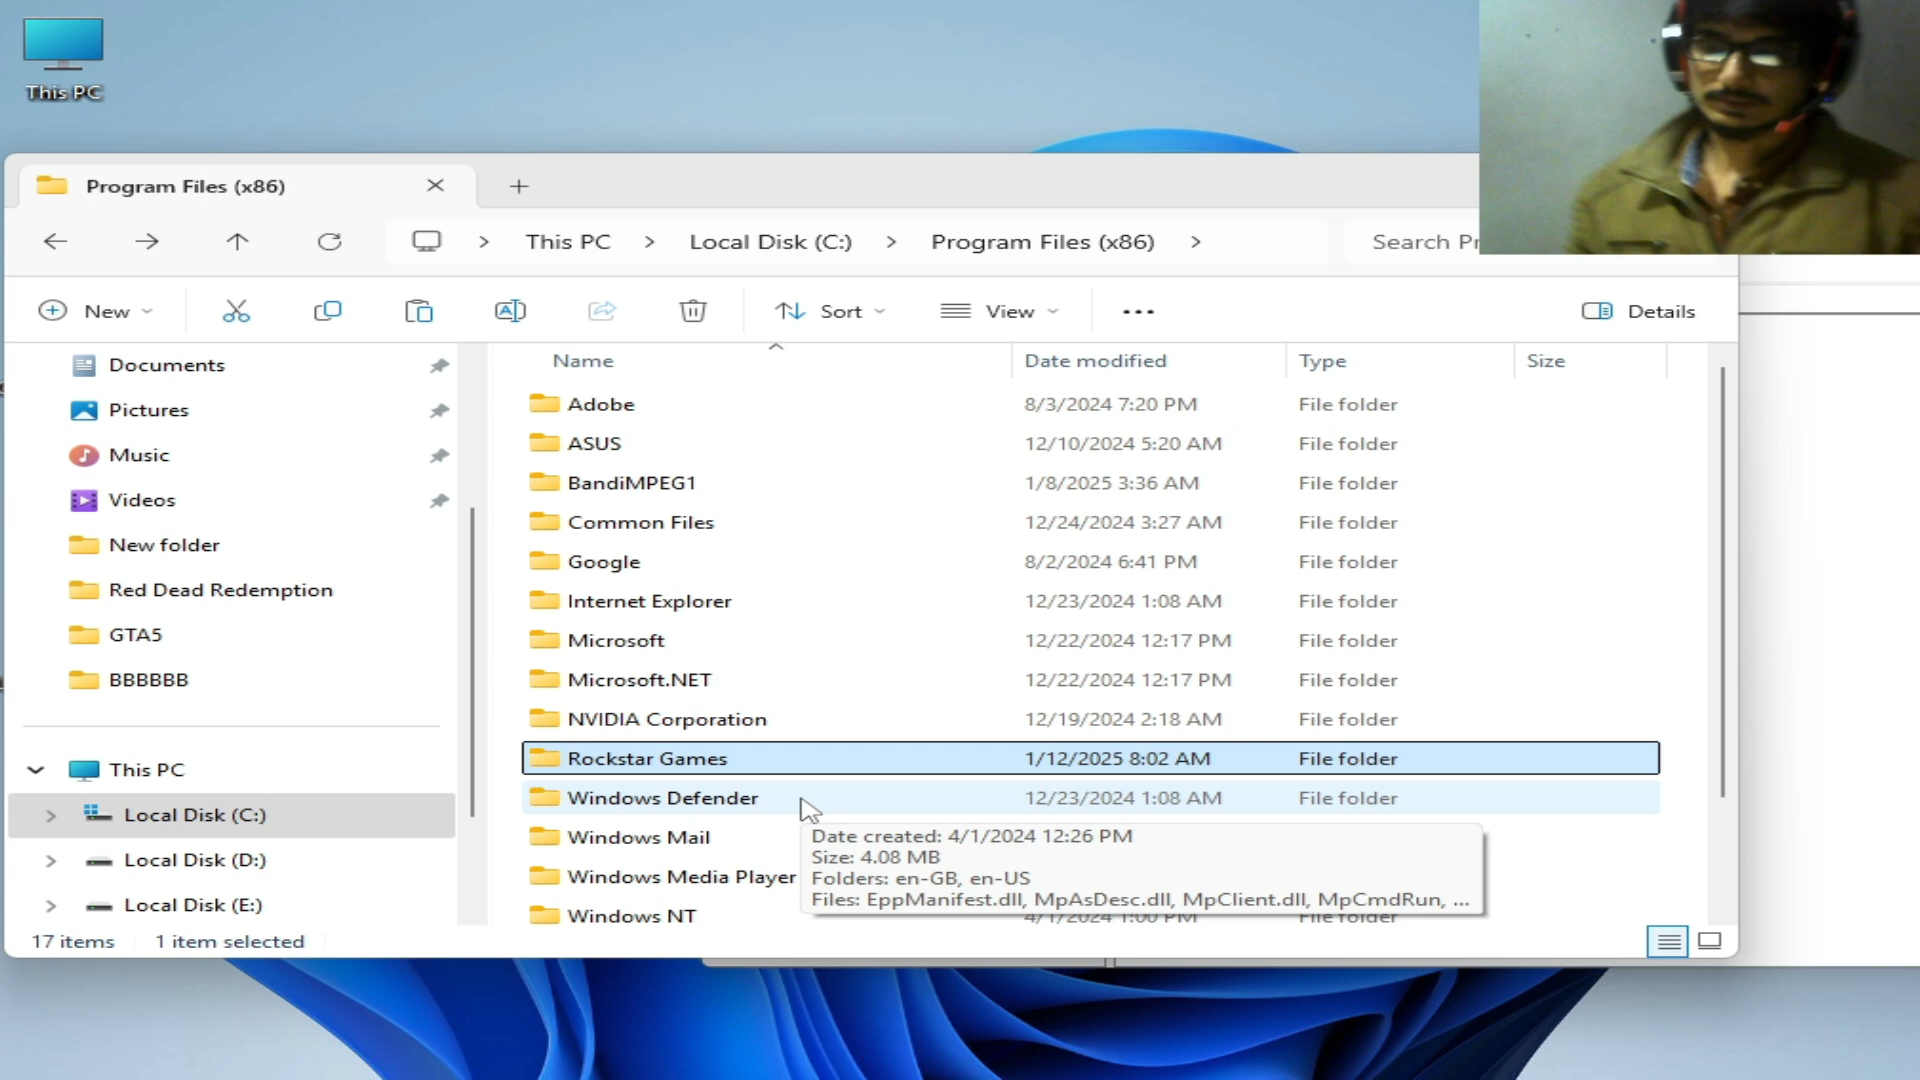 This PC
Program Files (x86)
This PC > Local Disk (C:) > Program Files (x86) >
Search Pr
New
Sort
View
Details
Documents
Pictures
Music
Videos
New folder
Red Dead Redemption
GTA5
BBBBBB
This PC
Local Disk (C:)
Local Disk (D:)
Local Disk (E:)
Name Date modified Type Size
Adobe 8/3/2024 7:20 PM File folder
ASUS 12/10/2024 5:20 AM File folder
BandiMPEG1 1/8/2025 3:36 AM File folder
Common Files 12/24/2024 3:27 AM File folder
Google 8/2/2024 6:41 PM File folder
Internet Explorer 12/23/2024 1:08 AM File folder
Microsoft 12/22/2024 12:17 PM File folder
Microsoft.NET 12/22/2024 12:17 PM File folder
NVIDIA Corporation 12/19/2024 2:18 AM File folder
Rockstar Games 1/12/2025 8:02 AM File folder
Windows Defender 12/23/2024 1:08 AM File folder
Windows Mail
Windows Media Player
Windows NT 4/1/2024 1:00 PM File folder
Date created: 4/1/2024 12:26 PM
Size: 4.08 MB
Folders: en-GB, en-US
Files: EppManifest.dll, MpAsDesc.dll, MpClient.dll, MpCmdRun, ...
17 items 1 item selected